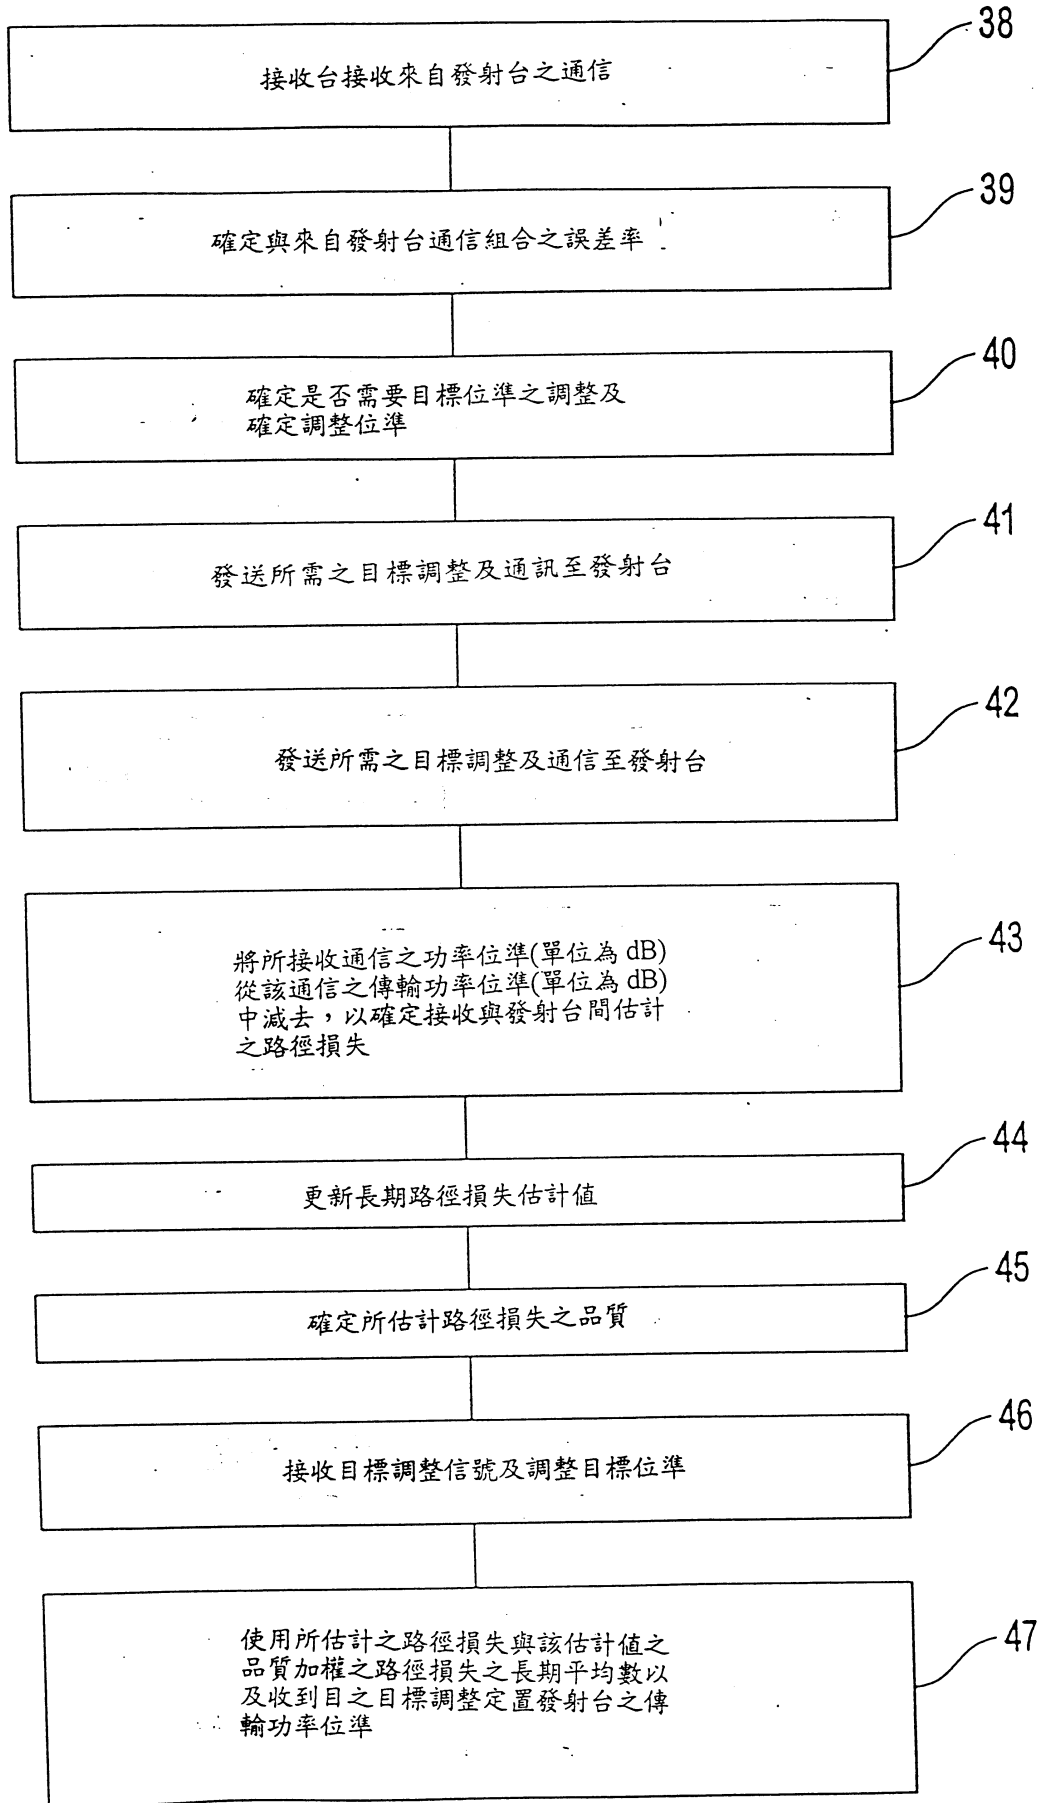 38
接收台接收來自發射台之通信
39
確定與來自發射台通信組合之誤差率
40
確定是否需要目標位準之調整及
確定調整位準
41
發送所需之目標調整及通訊至發射台
42
發送所需之目標調整及通信至發射台
43
將所接收通信之功率位準(單位為 dB)
從該通信之傳輸功率位準(單位為 dB)
中減去，以確定接收與發射台間估計
之路徑損失
44
更新長期路徑損失估計值
45
確定所估計路徑損失之品質
46
接收目標調整信號及調整目標位準
47
使用所估計之路徑損失與該估計值之
品質加權之路徑損失之長期平均數以
及收到目之目標調整定置發射台之傳
輸功率位準